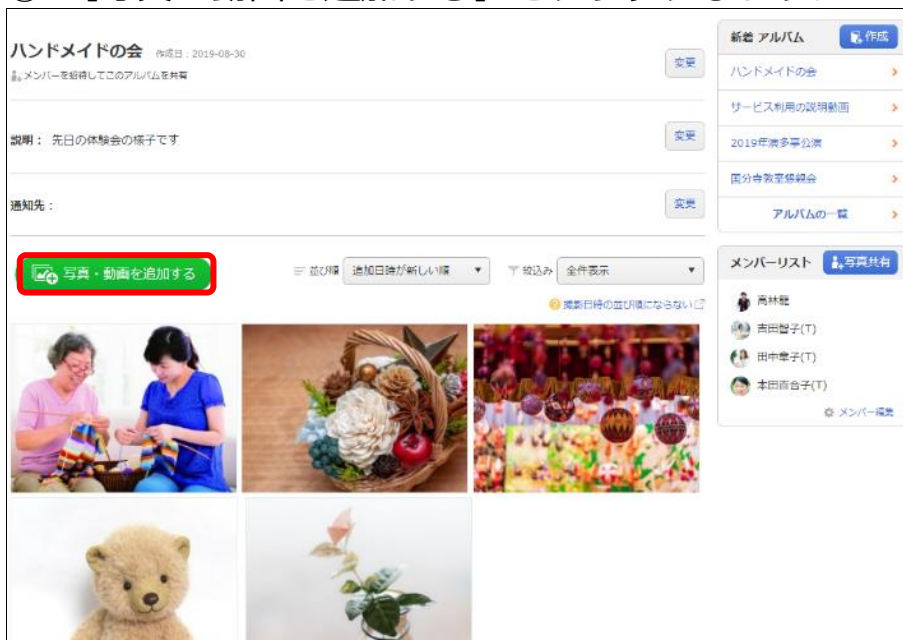 ハンドメイドの会 作成日：2019-08-30
メンバーを招待してこのアルバムを共有
変更
説明： 先日の体験会の様子です
変更
通知先：
変更
写真・動画を追加する
並び順 追加日時が新しい順 ▼
絞込み 全件表示 ▼
撮影日時の並び順にならない
新着 アルバム
作成
ハンドメイドの会
サービス利用の説明動画
2019年演多亭公演
国分寺教室懇親会
アルバムの一覧
メンバーリスト
写真共有
高林龍
吉田智子(T)
田中章子(T)
本田百合子(T)
メンバー編集